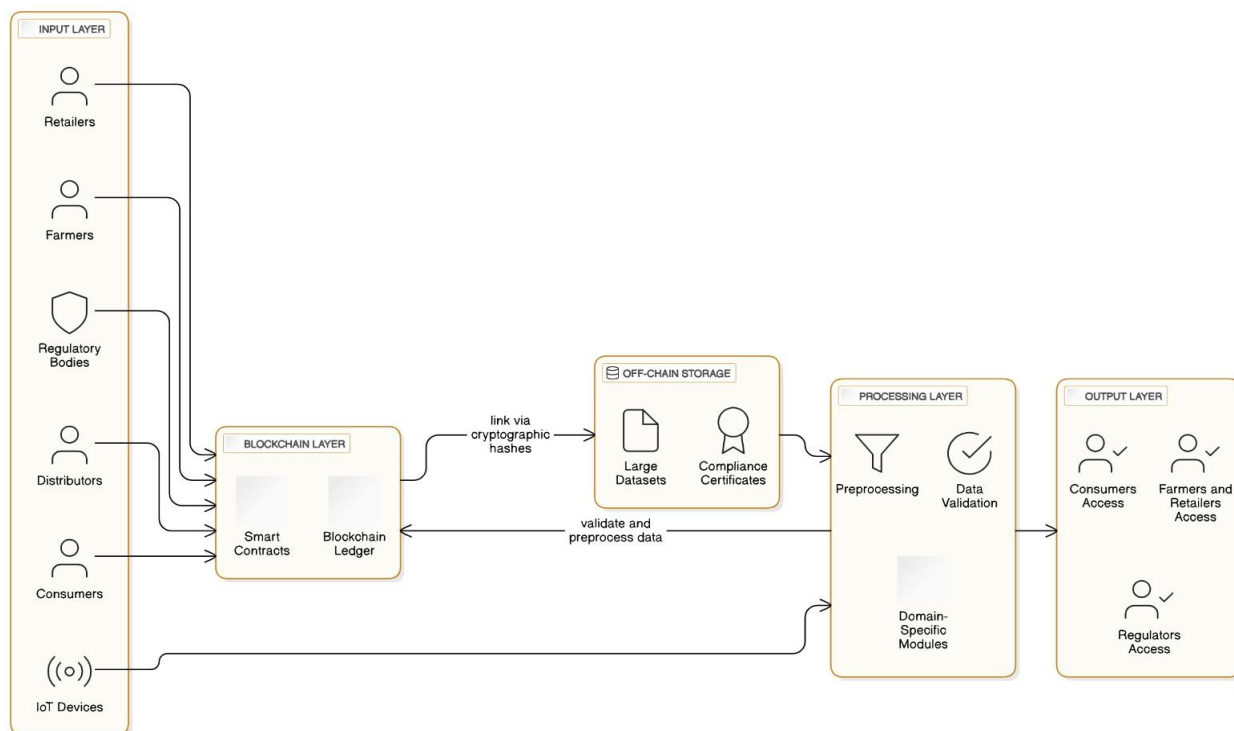 INPUT LAYER
Retailers
Farmers
Regulatory
Bodies
Distributors
Consumers
IoT Devices
BLOCKCHAIN LAYER
Smart
Contracts
Blockchain
Ledger
link via
cryptographic
hashes
validate and
preprocess data
OFF-CHAIN STORAGE
Large
Datasets
Compliance
Certificates
PROCESSING LAYER
Preprocessing
Data
Validation
Domain-
Specific
Modules
OUTPUT LAYER
Consumers
Access
Farmers and
Retailers
Access
Regulators
Access